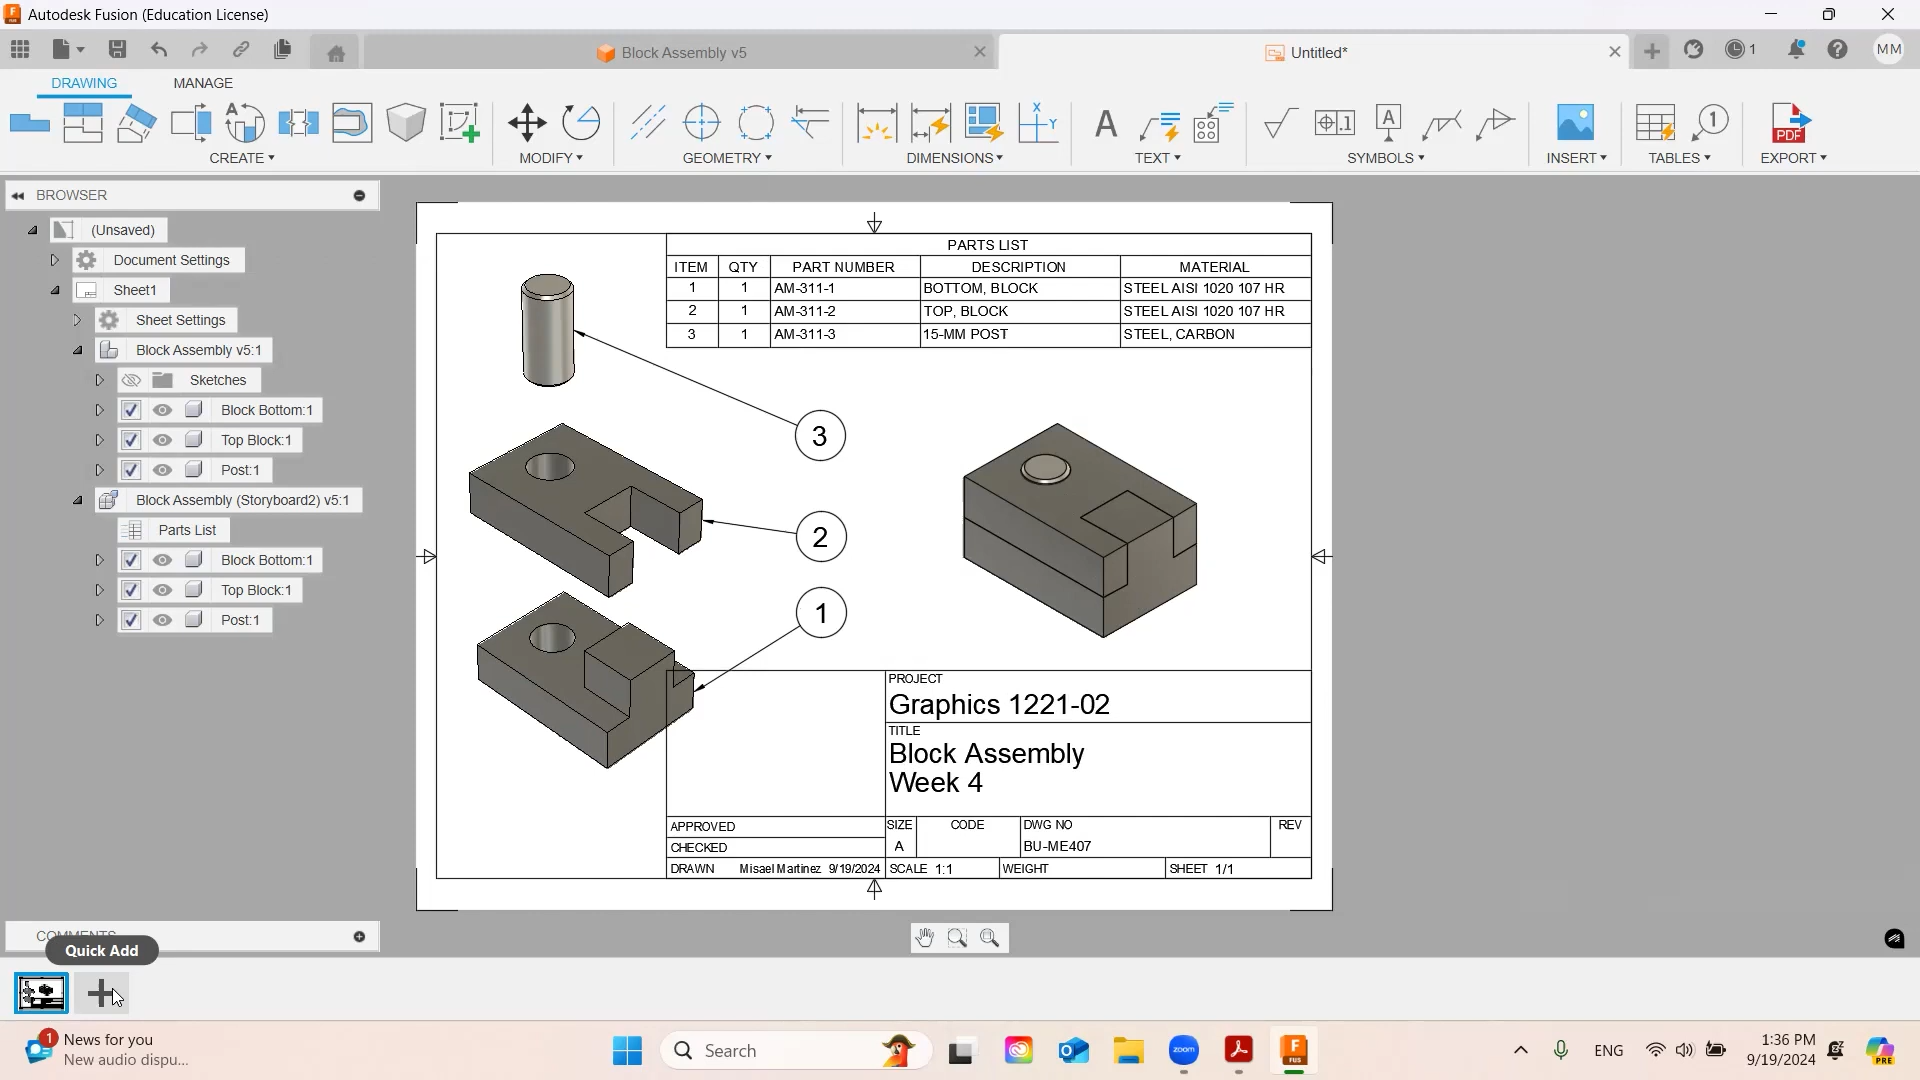 Autodesk Fusion (Education License)
Block Assembly v5
Untitled*
1
MM
DRAWING
MANAGE
CREATE
MODIFY
GEOMETRY
DIMENSIONS
TEXT
SYMBOLS
INSERT
TABLES
EXPORT
BROWSER
(Unsaved)
Document Settings
Sheet1
Sheet Settings
Block Assembly v5:1
Sketches
Block Bottom:1
Top Block:1
Post:1
Block Assembly (Storyboard2) v5:1
Parts List
Block Bottom:1
Top Block:1
Post:1
PARTS LIST
ITEM QTY PART NUMBER DESCRIPTION MATERIAL
1 1 AM-311-1 BOTTOM, BLOCK STEEL AISI 1020 107 HR
2 1 AM-311-2 TOP, BLOCK STEEL AISI 1020 107 HR
3 1 AM-311-3 15-MM POST STEEL, CARBON
3
2
1
PROJECT
Graphics 1221-02
TITLE
Block Assembly
Week 4
APPROVED
CHECKED
DRAWN Misael Martinez 9/19/2024
SIZE CODE DWG NO REV
A BU-ME407
SCALE 1:1 WEIGHT SHEET 1/1
COMMENTS
Quick Add
1
News for you
New audio dispu...
Search
zoom
F
FUS
ENG
1:36 PM
9/19/2024
PRE